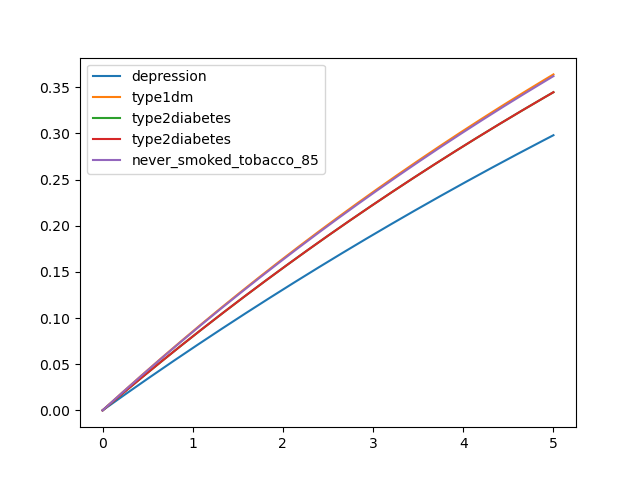 depression
type1dm
type2diabetes
type2diabetes
never_smoked_tobacco_85
0.35
0.30
0.25
0.20
0.15
0.10
0.05
0.00
0 1 2 3 4 5